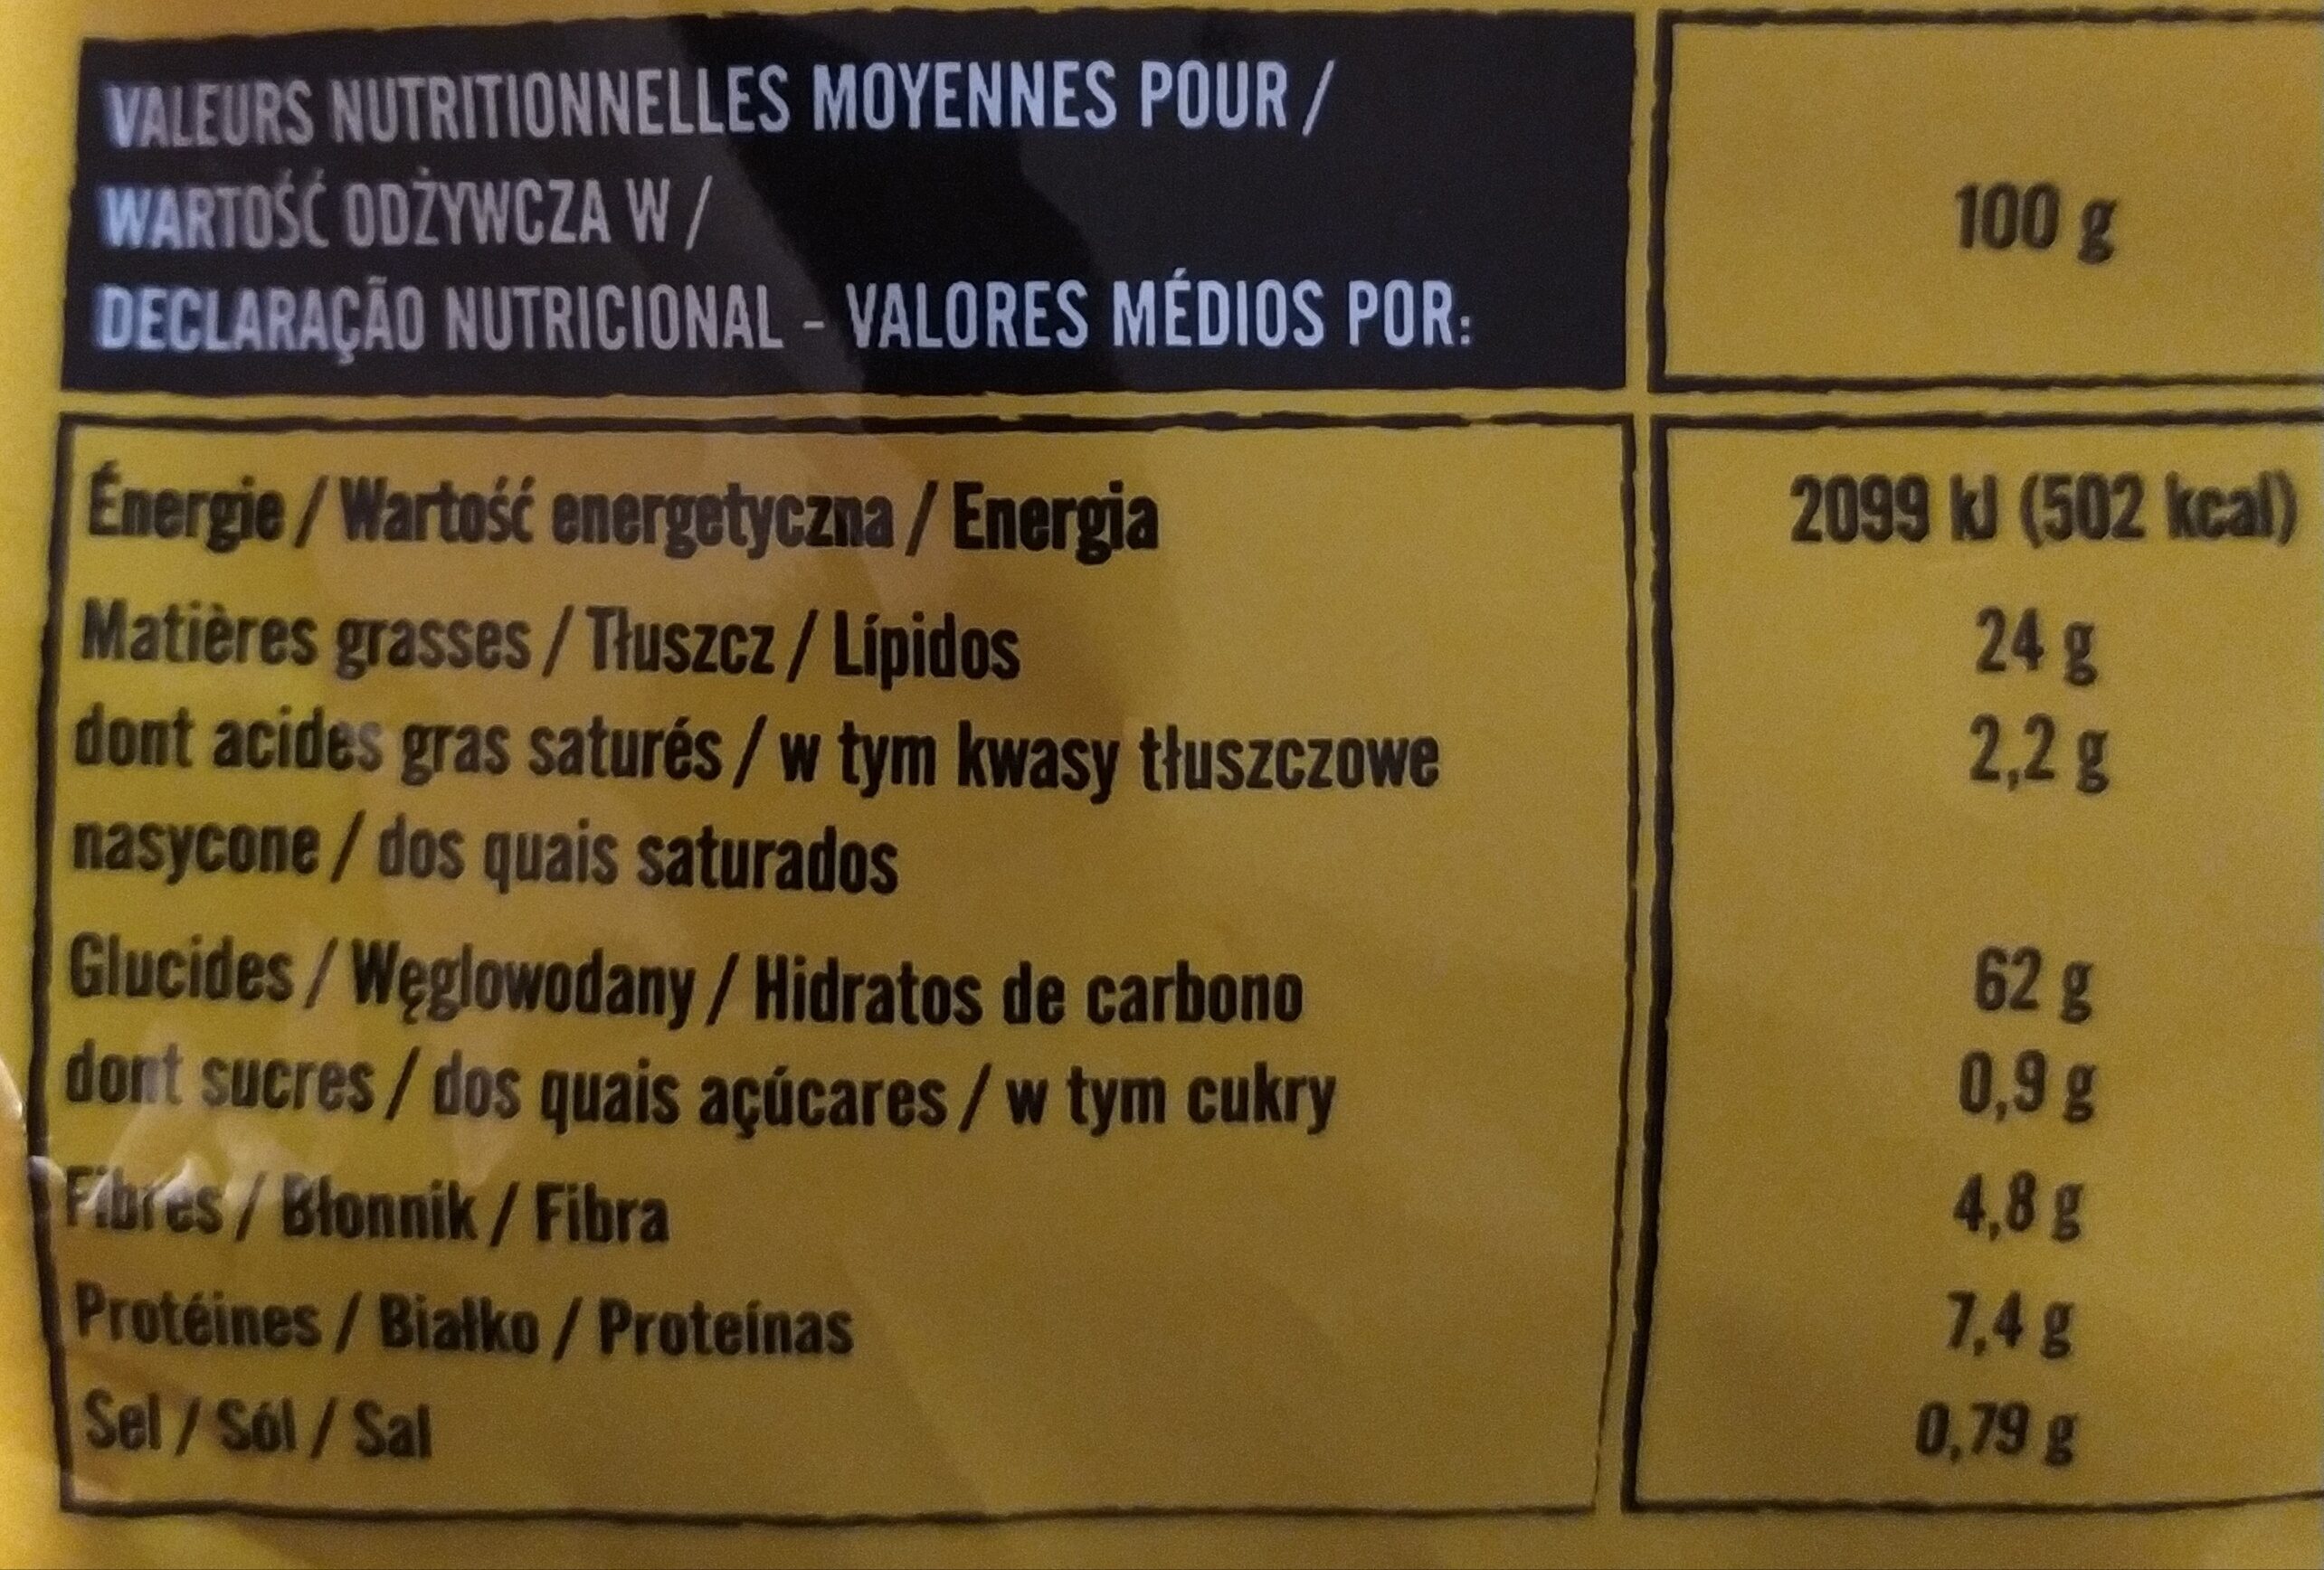 VALEURS NUTRITIONNELLES MOYENNES POUR /
WARTOŚĆ ODŻYWCZA W /
DECLARAÇÃO NUTRICIONAL - VALORES MÉDIOS POR:
100 g
Énergie / Wartość energetyczna / Energia 2099 kJ (502 kcal)
Matières grasses / Tłuszcz / Lípidos 24 g
dont acides gras saturés / w tym kwasy tłuszczowe 2,2 g
nasycone / dos quais saturados
Glucides / Węglowodany / Hidratos de carbono 62 g
dont sucres / dos quais açúcares / w tym cukry 0,9 g
Fibres / Błonnik / Fibra 4,8 g
Protéines / Białko / Proteínas 7,4 g
Sel / Sól / Sal 0,79 g